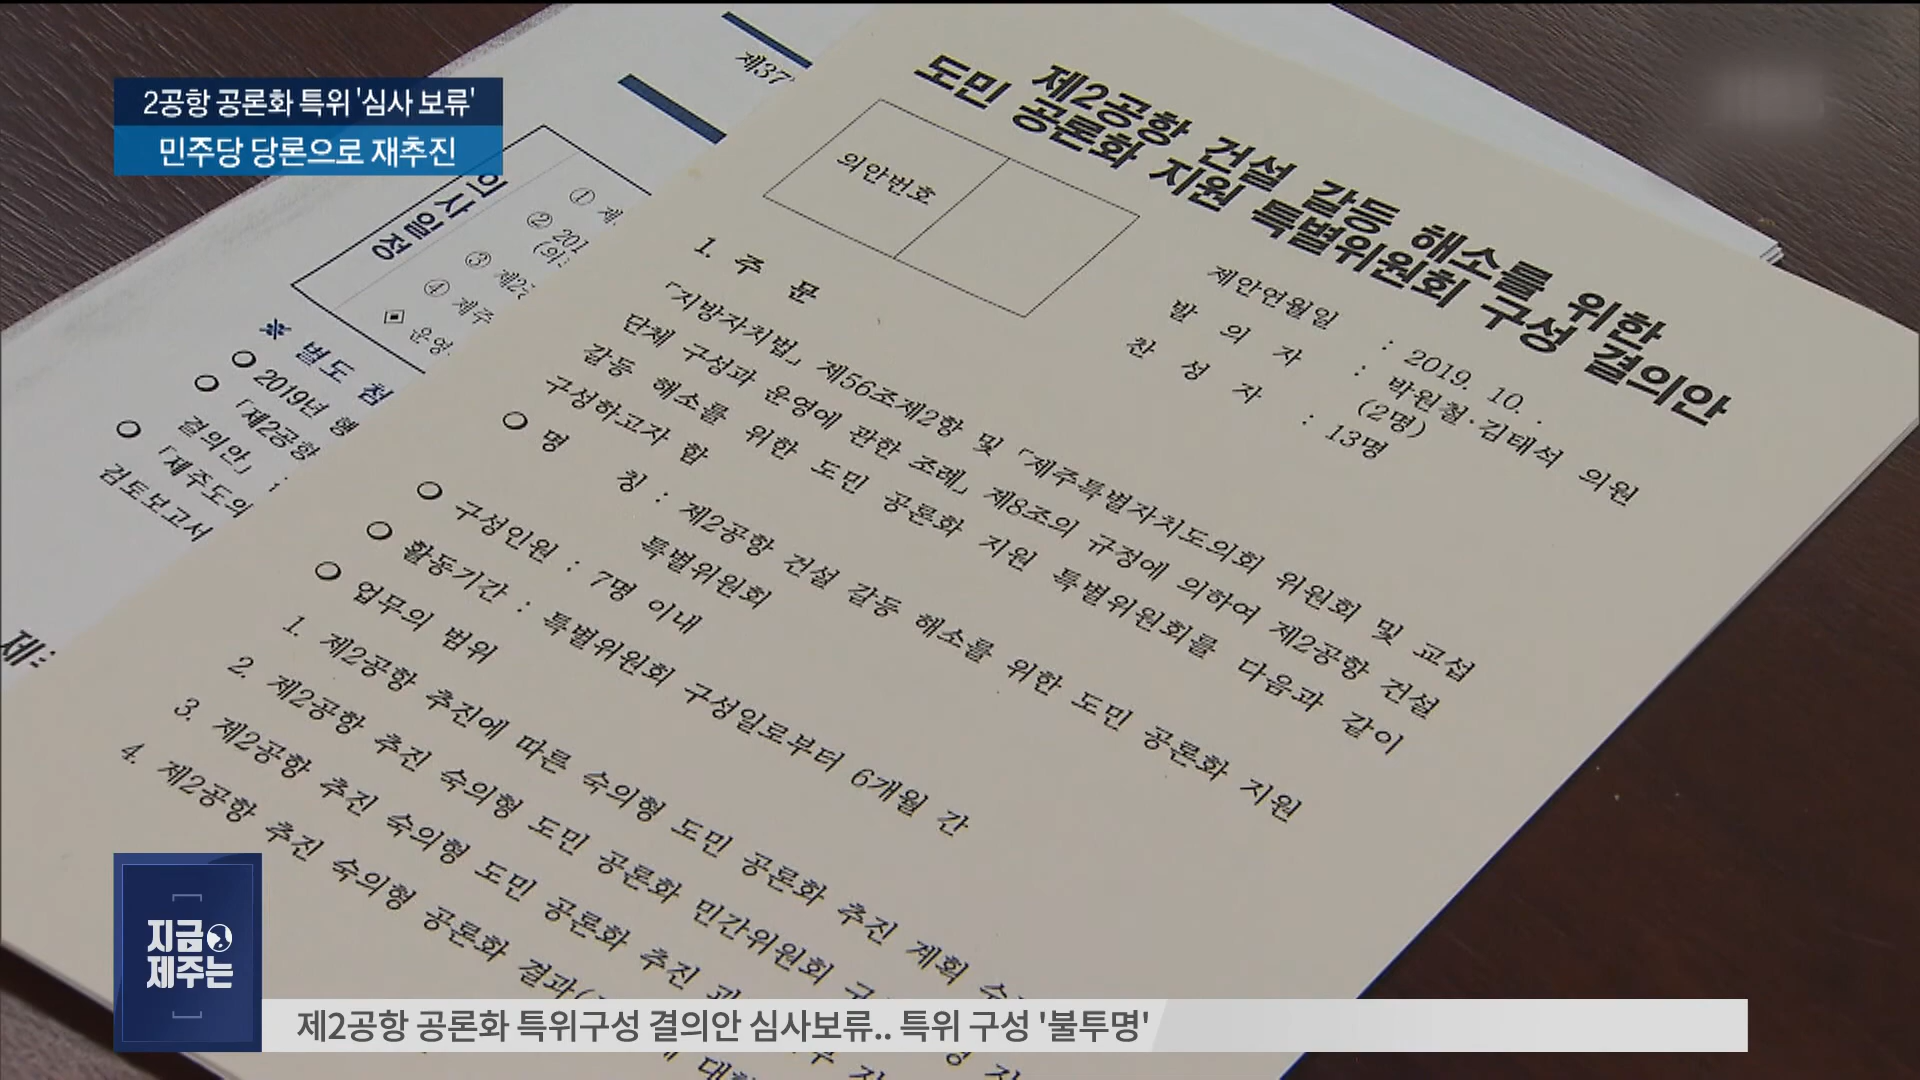 2공항 공론화 특위 '심사 보류'
민주당 당론으로 재추진
제37
의사일정
① 제
② 201
③ 제2
④ 제주
▣ 운영
※ 별도 첨
○ 2019년 행
○ 「제2공항
결의안」
○ 「제주도의
검토보고서
제2공항 건설 갈등 해소를 위한
도민 공론화 지원 특별위원회 구성 결의안
의안번호
제안연월일 : 2019. 10. .
발 의 자 : 박원철·김태석 의원
(2명)
찬 성 자 : 13명
1. 주 문
「지방자치법」 제56조제2항 및 「제주특별자치도의회 위원회 및 교섭
단체 구성과 운영에 관한 조례」 제8조의 규정에 의하여 제2공항 건설
갈등 해소를 위한 도민 공론화 지원 특별위원회를 다음과 같이
구성하고자 함
○ 명 칭 : 제2공항 건설 갈등 해소를 위한 도민 공론화 지원
특별위원회
○ 구성인원 : 7명 이내
○ 활동기간 : 특별위원회 구성일로부터 6개월 간
○ 업무의 범위
1. 제2공항 추진에 따른 숙의형 도민 공론화 추진 계획 수
2. 제2공항 추진 숙의형 도민 공론화 민간위원회 구
3. 제2공항 추진 숙의형 도민 공론화 추진 과
4. 제2공항 추진 숙의형 공론화 결과
지금
제주는
제2공항 공론화 특위구성 결의안 심사보류.. 특위 구성 '불투명'